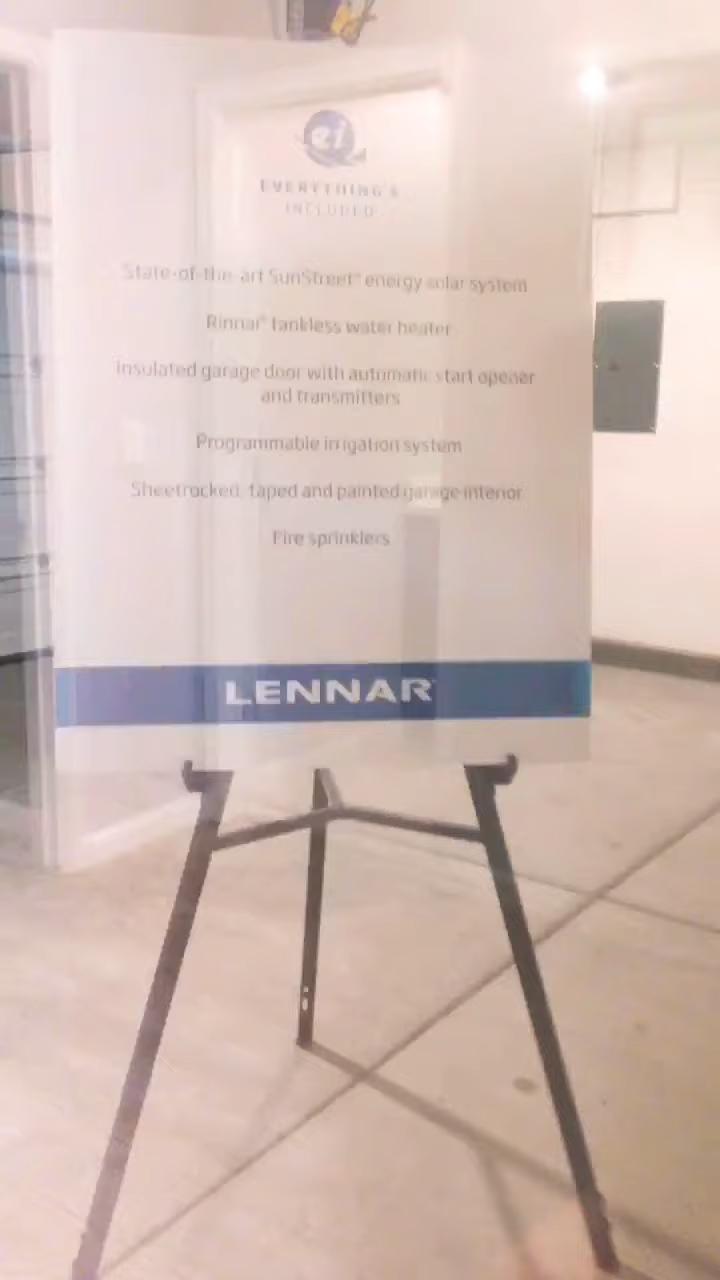 ei
EVERYTHING'S
INCLUDED
State-of-the-art SunStreet® energy solar system
Rinnai® tankless water heater
Insulated garage door with automatic start opener
and transmitters
Programmable irrigation system
Sheetrocked, taped and painted garage interior
Fire sprinklers
LENNAR